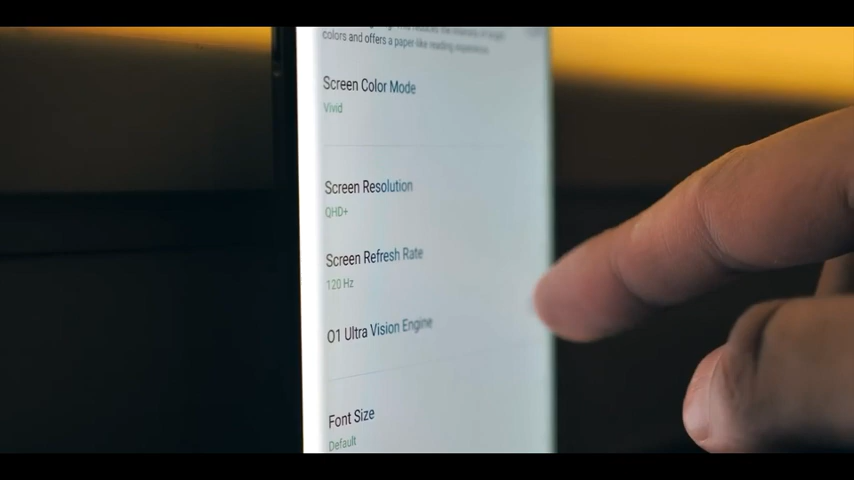 colors and offers a paper-like reading experience.
Screen Color Mode
Vivid
Screen Resolution
QHD+
Screen Refresh Rate
120 Hz
O1 Ultra Vision Engine
Font Size
Default